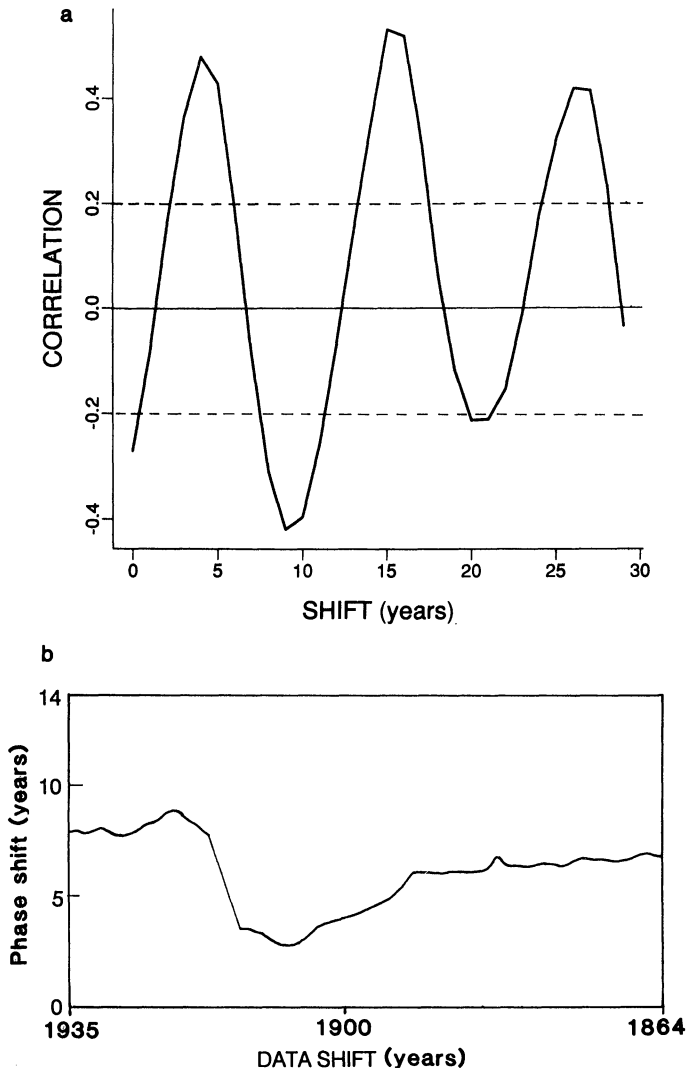 a
CORRELATION
0.4
0.2
0.0
-0.2
-0.4
0 5 10 15 20 25 30
SHIFT (years)
b
Phase shift (years)
14
10
5
0
1935 1900 1864
DATA SHIFT (years)